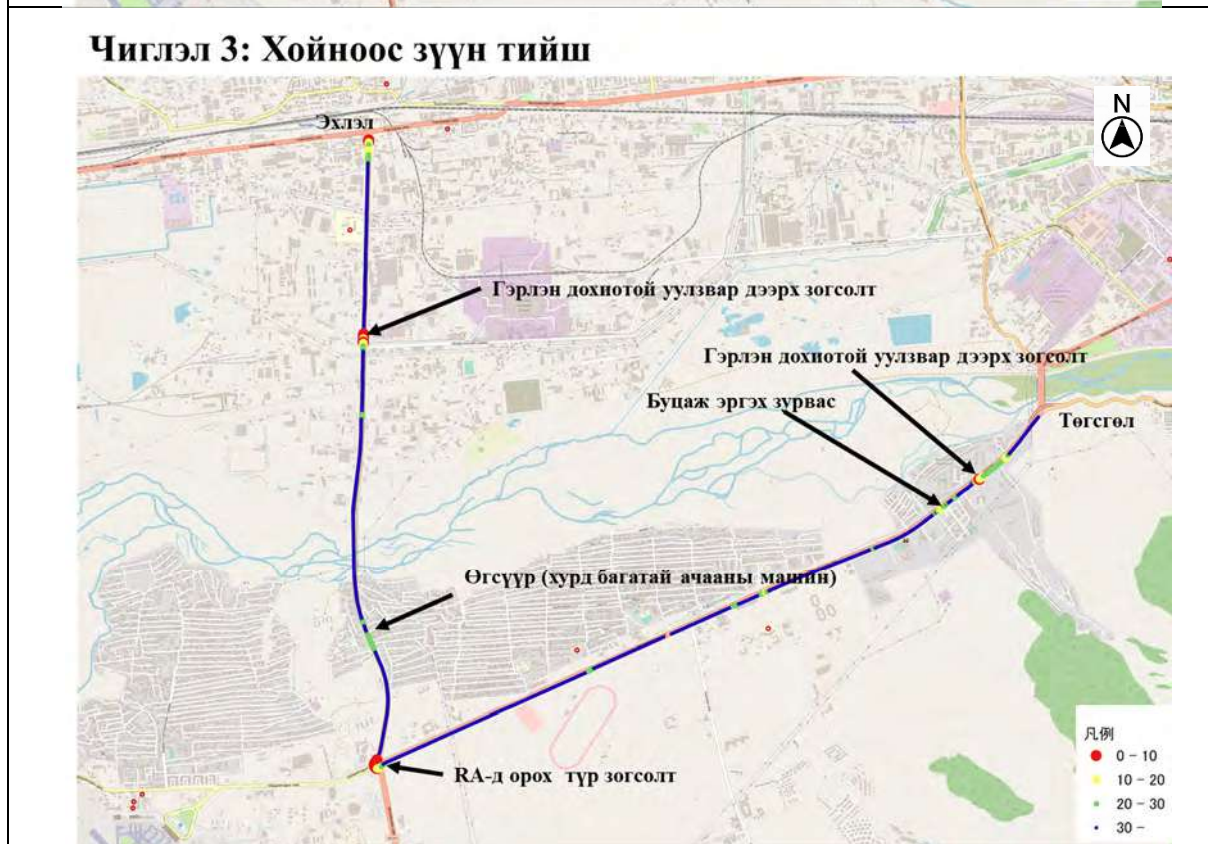 Чиглэл 3: Хойноос зүүн тийш
N
Эхлэл
Гэрлэн дохиотой уулзвар дээрх зогсолт
Гэрлэн дохиотой уулзвар дээрх зогсолт
Буцаж эргэх зурвас
Төгсгөл
Өгсүүр (хурд багатай ачааны машин)
RA-д орох түр зогсолт
凡例
0 – 10
10 – 20
20 – 30
30 –